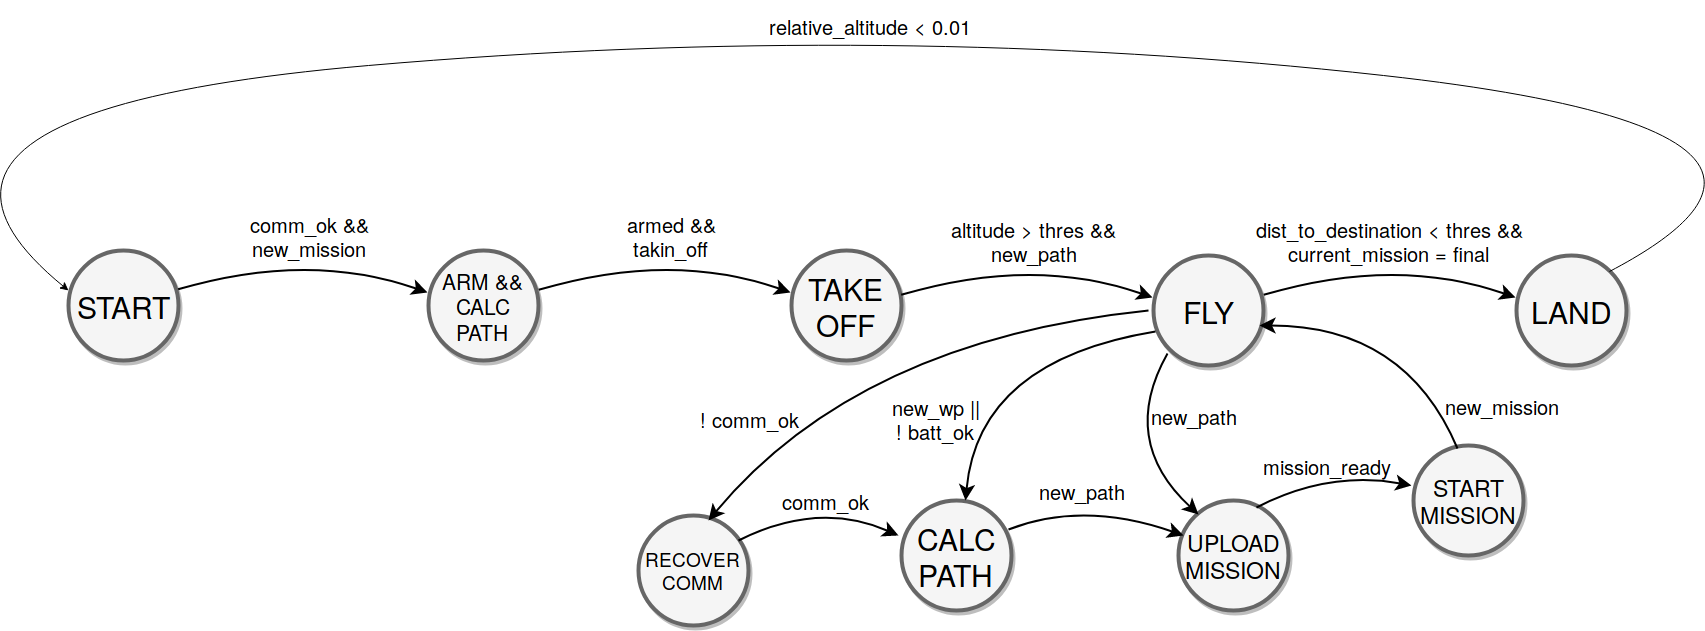 relative_altitude < 0.01
comm_ok &&
new_mission
armed &&
takin_off
altitude > thres &&
new_path
dist_to_destination < thres &&
current_mission = final
START
ARM &&
CALC
PATH
TAKE
OFF
FLY
LAND
! comm_ok
new_wp ||
! batt_ok
new_path
new_mission
comm_ok
new_path
mission_ready
RECOVER
COMM
CALC
PATH
UPLOAD
MISSION
START
MISSION